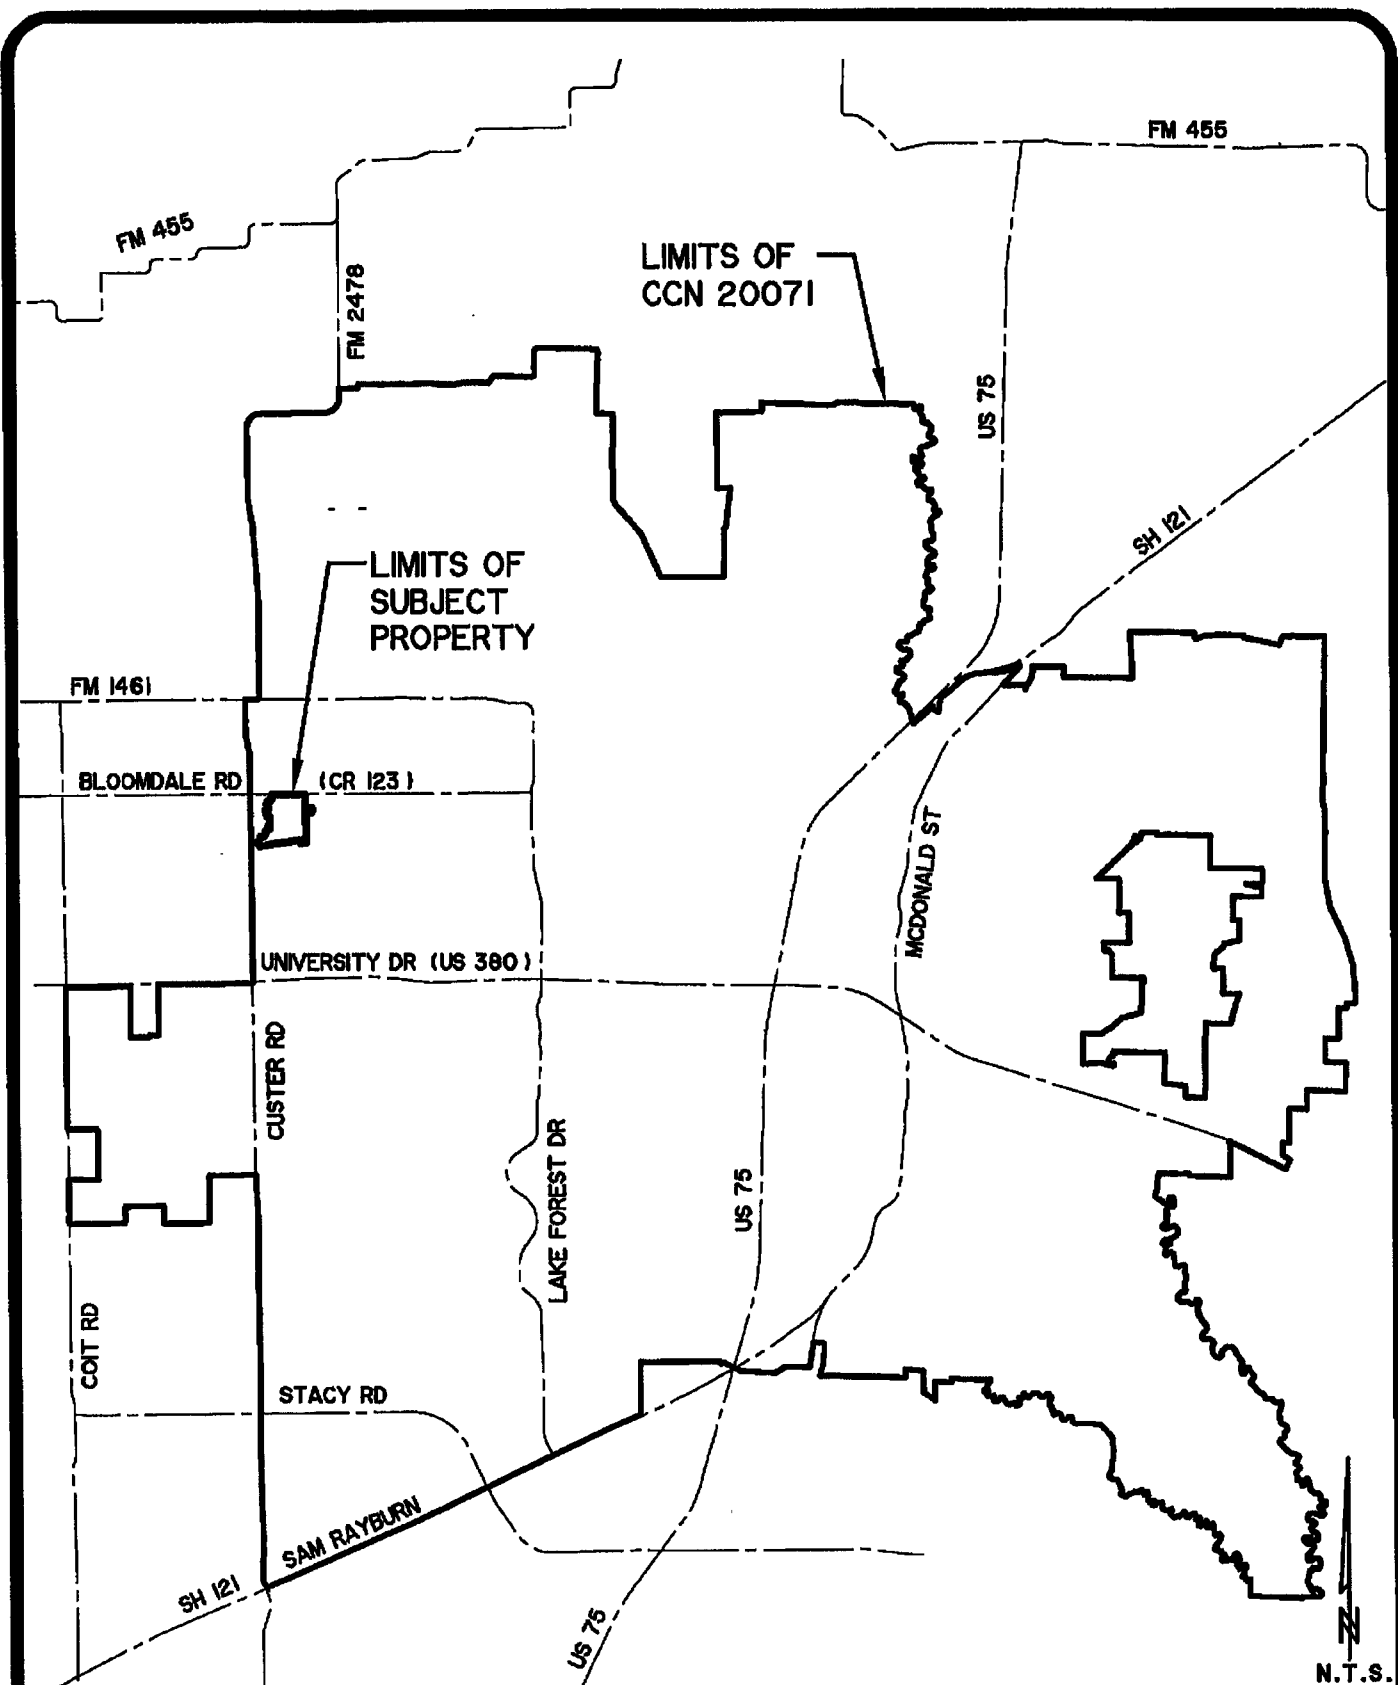 FM 455
FM 455
LIMITS OF
CCN 20071
FM 2478
US 75
SH 121
LIMITS OF
SUBJECT
PROPERTY
FM 1461
BLOOMDALE RD
(CR 123)
MCDONALD ST
UNIVERSITY DR (US 380)
CUSTER RD
LAKE FOREST DR
US 75
COIT RD
STACY RD
SAM RAYBURN
SH 121
US 75
N
N.T.S.